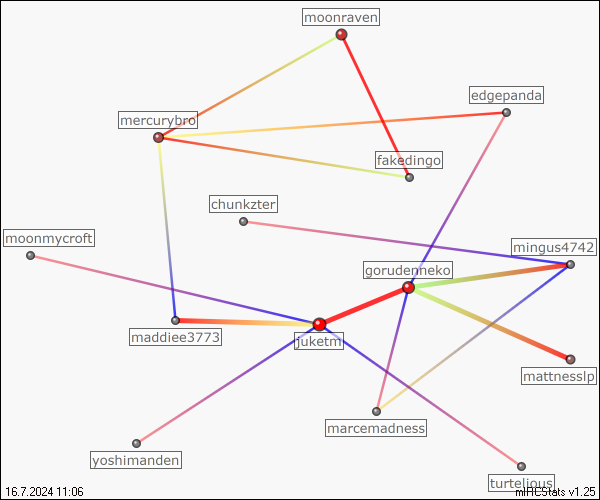 moonraven
edgepanda
mercurybro
fakedingo
chunkzter
moonmycroft
mingus4742
gorudenneko
maddiee3773
juketm
mattnesslp
marcemadness
yoshimanden
turtelious
16.7.2024 11:06
mIRCStats v1.25